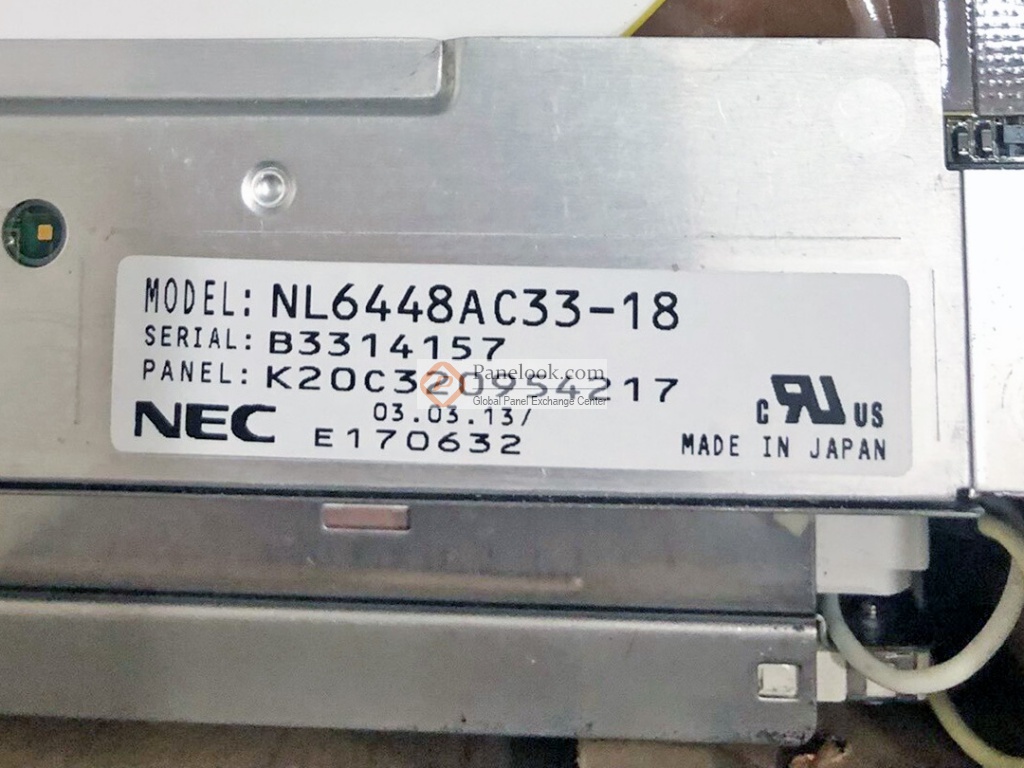 MODEL: NL6448AC33-18
SERIAL: B3314157
PANEL: K20C320954217
Panelook.com
Global Panel Exchange Center
NEC
03.03.13/
E170632
c RU US
MADE IN JAPAN